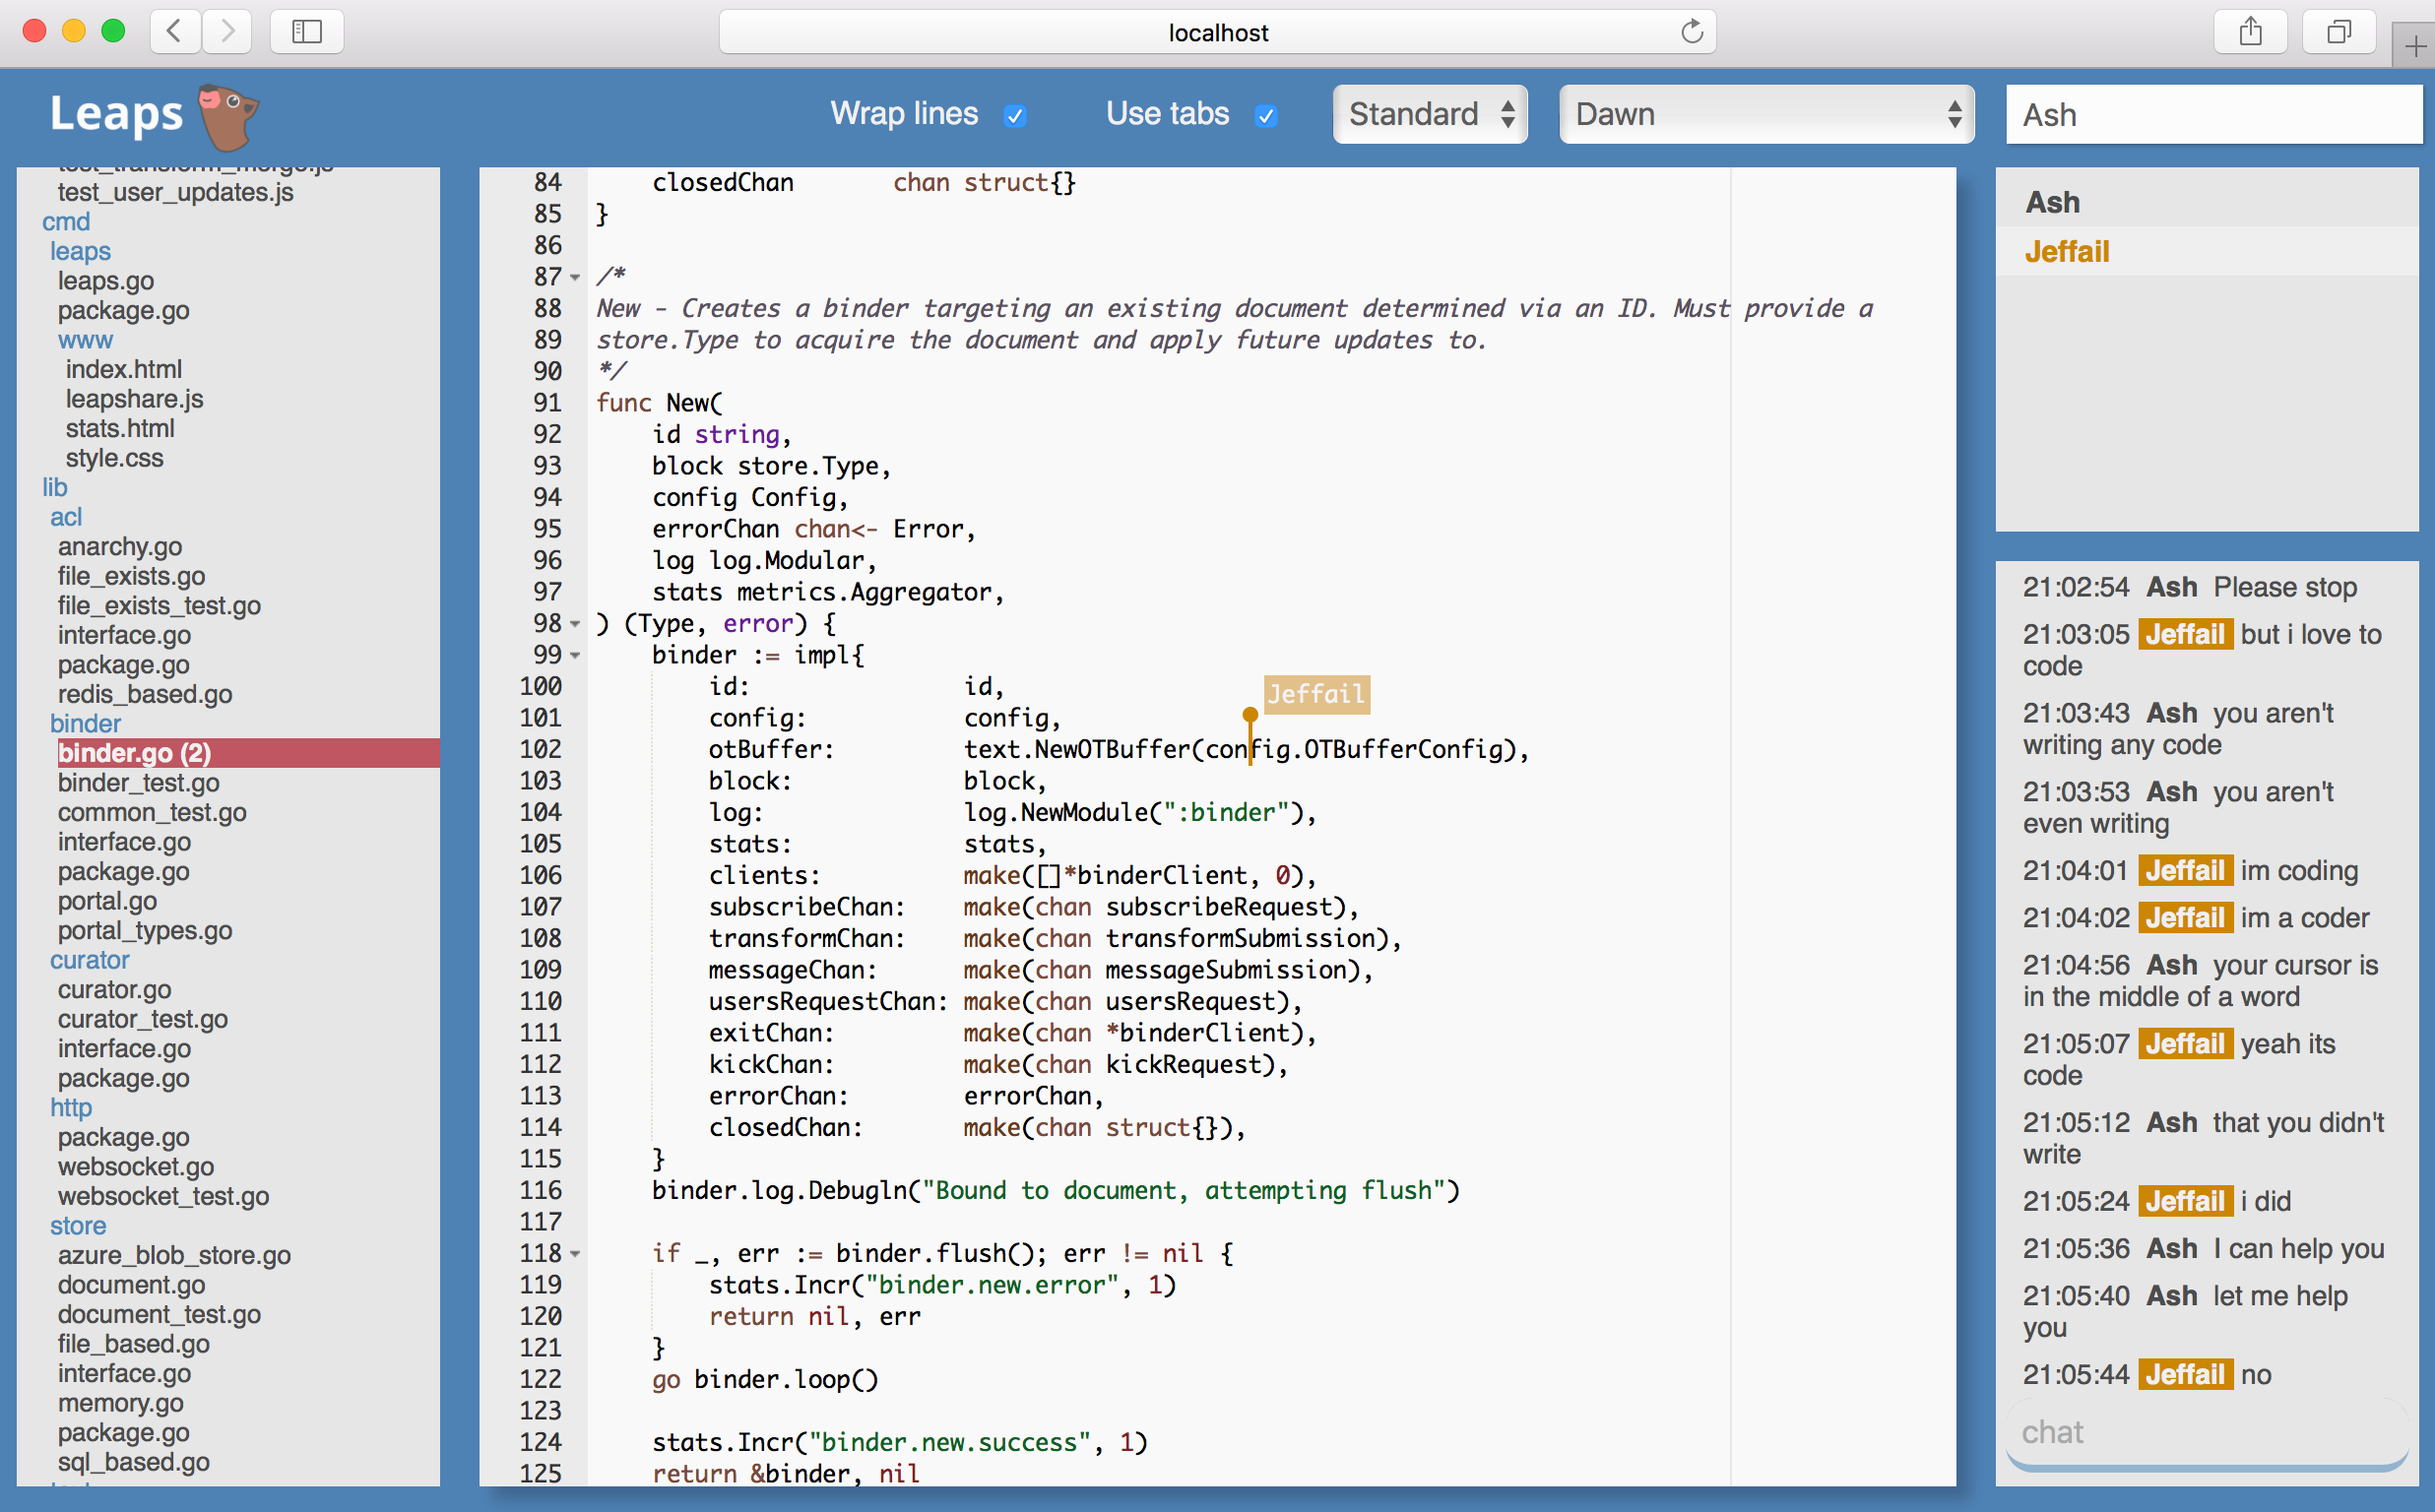 localhost
Leaps
Wrap lines
Use tabs
Standard
Dawn
Ash
test_transform_merge.js
test_user_updates.js
cmd
leaps
leaps.go
package.go
www
index.html
leapshare.js
stats.html
style.css
lib
acl
anarchy.go
file_exists.go
file_exists_test.go
interface.go
package.go
redis_based.go
binder
binder.go (2)
binder_test.go
common_test.go
interface.go
package.go
portal.go
portal_types.go
curator
curator.go
curator_test.go
interface.go
package.go
http
package.go
websocket.go
websocket_test.go
store
azure_blob_store.go
document.go
document_test.go
file_based.go
interface.go
memory.go
package.go
sql_based.go
84     closedChan       chan struct{}
85 }
86
87 /*
88 New - Creates a binder targeting an existing document determined via an ID. Must provide a
89 store.Type to acquire the document and apply future updates to.
90 */
91 func New(
92     id string,
93     block store.Type,
94     config Config,
95     errorChan chan<- Error,
96     log log.Modular,
97     stats metrics.Aggregator,
98 ) (Type, error) {
99     binder := impl{
100         id:               id,
Jeffail
101         config:           config,
102         otBuffer:         text.NewOTBuffer(config.OTBufferConfig),
103         block:            block,
104         log:              log.NewModule(":binder"),
105         stats:            stats,
106         clients:          make([]*binderClient, 0),
107         subscribeChan:    make(chan subscribeRequest),
108         transformChan:    make(chan transformSubmission),
109         messageChan:      make(chan messageSubmission),
110         usersRequestChan: make(chan usersRequest),
111         exitChan:         make(chan *binderClient),
112         kickChan:         make(chan kickRequest),
113         errorChan:        errorChan,
114         closedChan:       make(chan struct{}),
115     }
116     binder.log.Debugln("Bound to document, attempting flush")
117
118     if _, err := binder.flush(); err != nil {
119         stats.Incr("binder.new.error", 1)
120         return nil, err
121     }
122     go binder.loop()
123
124     stats.Incr("binder.new.success", 1)
125     return &binder, nil
Ash
Jeffail
21:02:54 Ash Please stop
21:03:05 Jeffail but i love to
code
21:03:43 Ash you aren't
writing any code
21:03:53 Ash you aren't
even writing
21:04:01 Jeffail im coding
21:04:02 Jeffail im a coder
21:04:56 Ash your cursor is
in the middle of a word
21:05:07 Jeffail yeah its
code
21:05:12 Ash that you didn't
write
21:05:24 Jeffail i did
21:05:36 Ash I can help you
21:05:40 Ash let me help
you
21:05:44 Jeffail no
chat